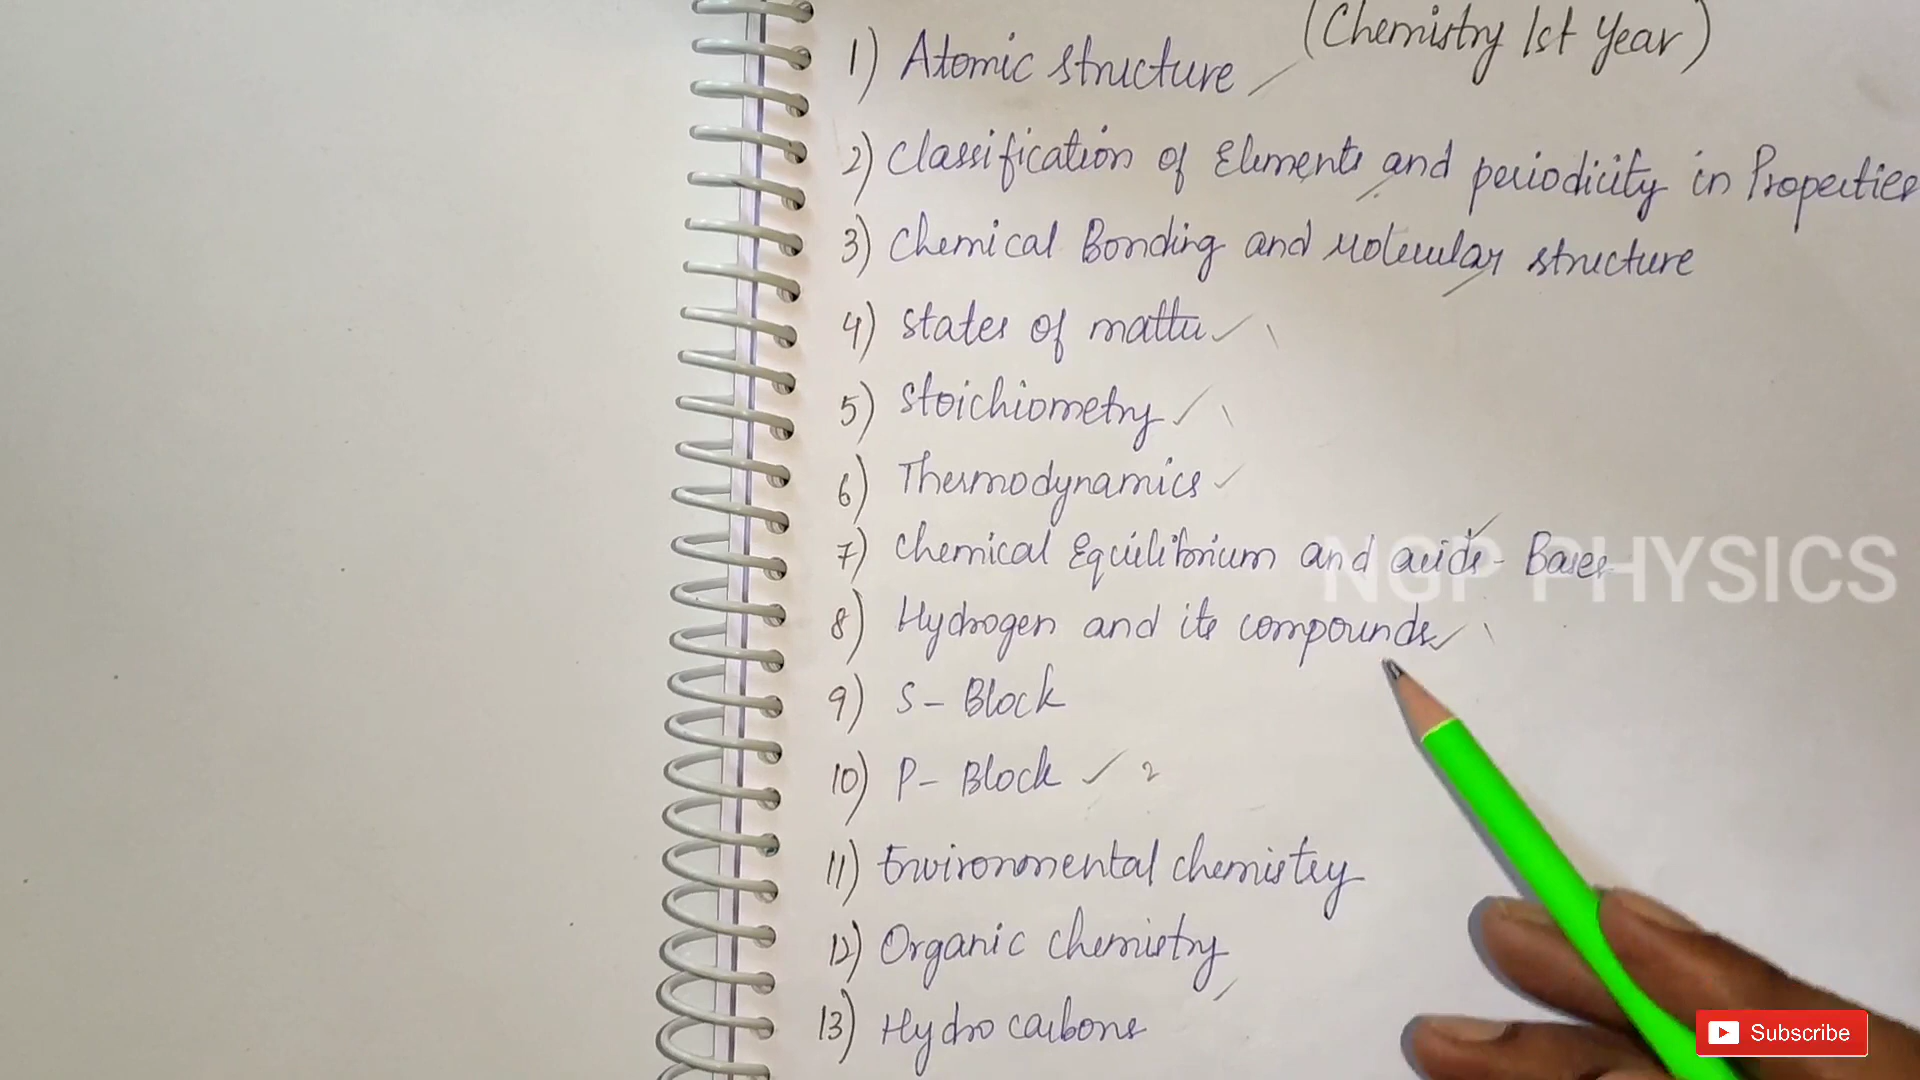 (Chemistry 1st Year)
1) Atomic structure
2) Classification of Elements and periodicity in Properties
3) Chemical Bonding and Molecular structure
4) States of matter
5) Stoichiometry
6) Thermodynamics
7) Chemical Equilibrium and acids - Bases
NGP PHYSICS
8) Hydrogen and its compounds
9) S - Block
10) P - Block 2
11) Environmental chemistry
12) Organic chemistry
13) Hydro carbons
Subscribe